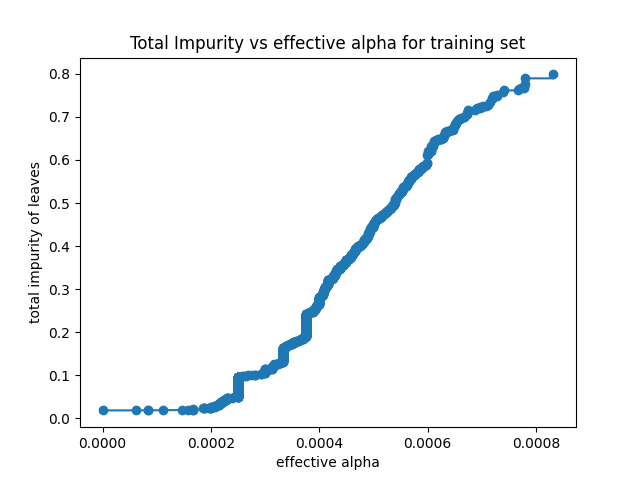 Total Impurity vs effective alpha for training set
total impurity of leaves
0.8
0.7
0.6
0.5
0.4
0.3
0.2
0.1
0.0
0.0000 0.0002 0.0004 0.0006 0.0008
effective alpha